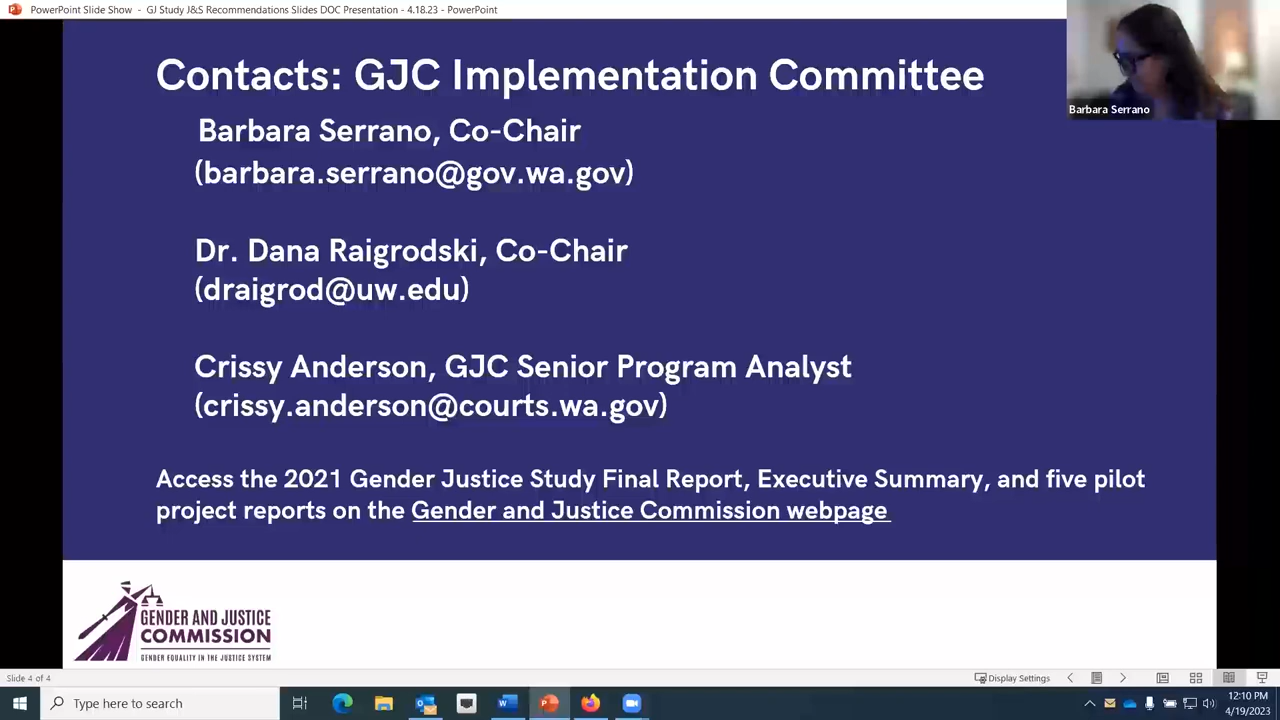 PowerPoint Slide Show - GJ Study J&S Recommendations Slides DOC Presentation - 4.18.23 - PowerPoint
Contacts: GJC Implementation Committee
Barbara Serrano, Co-Chair
(barbara.serrano@gov.wa.gov)
Dr. Dana Raigrodski, Co-Chair
(draigrod@uw.edu)
Crissy Anderson, GJC Senior Program Analyst
(crissy.anderson@courts.wa.gov)
Access the 2021 Gender Justice Study Final Report, Executive Summary, and five pilot
project reports on the Gender and Justice Commission webpage
Barbara Serrano
GENDER AND JUSTICE
COMMISSION
GENDER EQUALITY IN THE JUSTICE SYSTEM
Slide 4 of 4
Display Settings
Type here to search
12:10 PM
4/19/2023